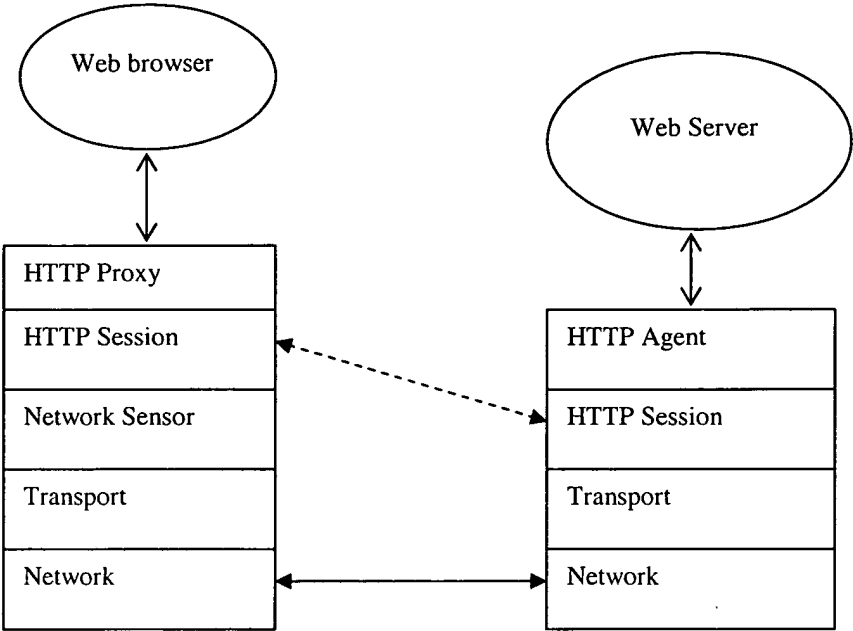 Web browser
Web Server
HTTP Proxy
HTTP Session
Network Sensor
Transport
Network
HTTP Agent
HTTP Session
Transport
Network